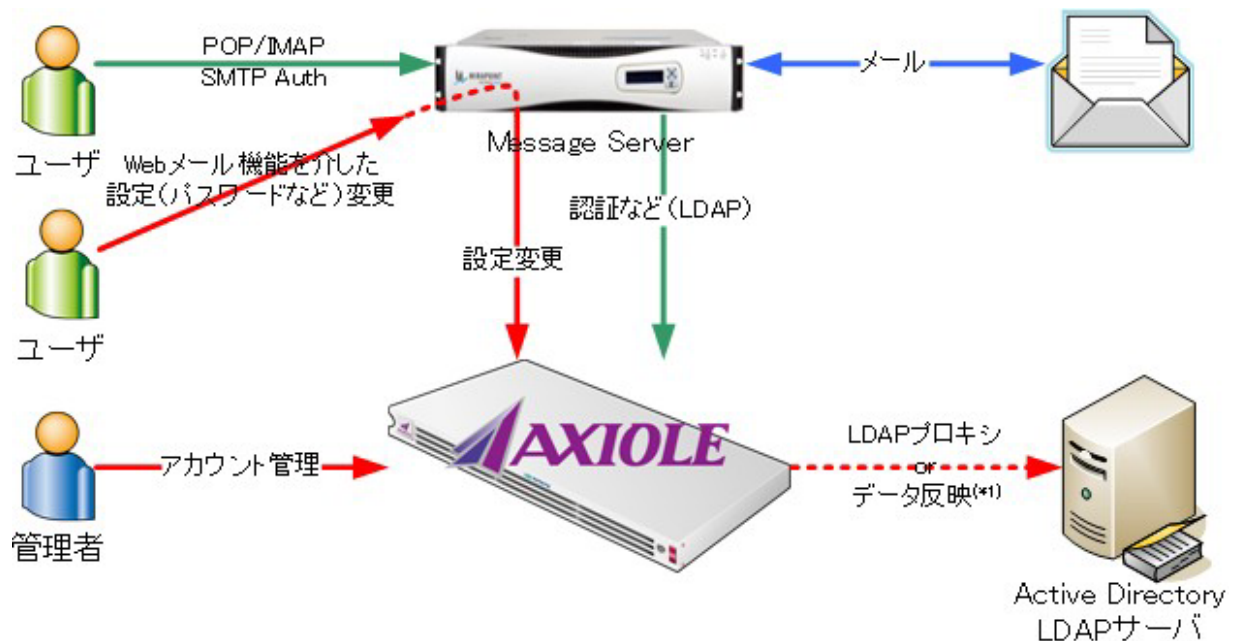 POP/IMAP
SMTP Auth
MIRAPOINT
メール
ユーザ
Message Server
Webメール機能を介した
設定(パスワードなど)変更
認証など(LDAP)
設定変更
ユーザ
AXIOLE
アカウント管理
LDAPプロキシ
or
データ反映(*1)
管理者
Active Directory
LDAPサーバ